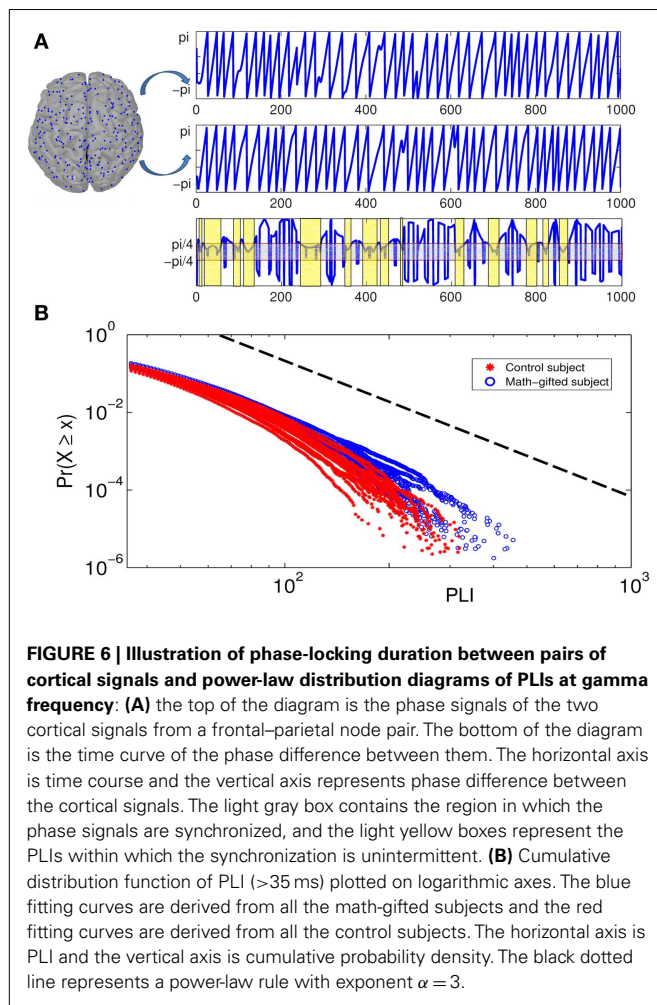 A
pi
−pi
0 200 400 600 800 1000
pi
−pi
0 200 400 600 800 1000
pi/4
−pi/4
0 200 400 600 800 1000
B
10^0
10^−2
10^−4
10^−6
Pr(X ≥ x)
Control subject
Math-gifted subject
10^2 10^3
PLI
FIGURE 6 | Illustration of phase-locking duration between pairs of
cortical signals and power-law distribution diagrams of PLIs at gamma
frequency: (A) the top of the diagram is the phase signals of the two
cortical signals from a frontal–parietal node pair. The bottom of the diagram
is the time curve of the phase difference between them. The horizontal axis
is time course and the vertical axis represents phase difference between
the cortical signals. The light gray box contains the region in which the
phase signals are synchronized, and the light yellow boxes represent the
PLIs within which the synchronization is unintermittent. (B) Cumulative
distribution function of PLI (>35 ms) plotted on logarithmic axes. The blue
fitting curves are derived from all the math-gifted subjects and the red
fitting curves are derived from all the control subjects. The horizontal axis is
PLI and the vertical axis is cumulative probability density. The black dotted
line represents a power-law rule with exponent α = 3.